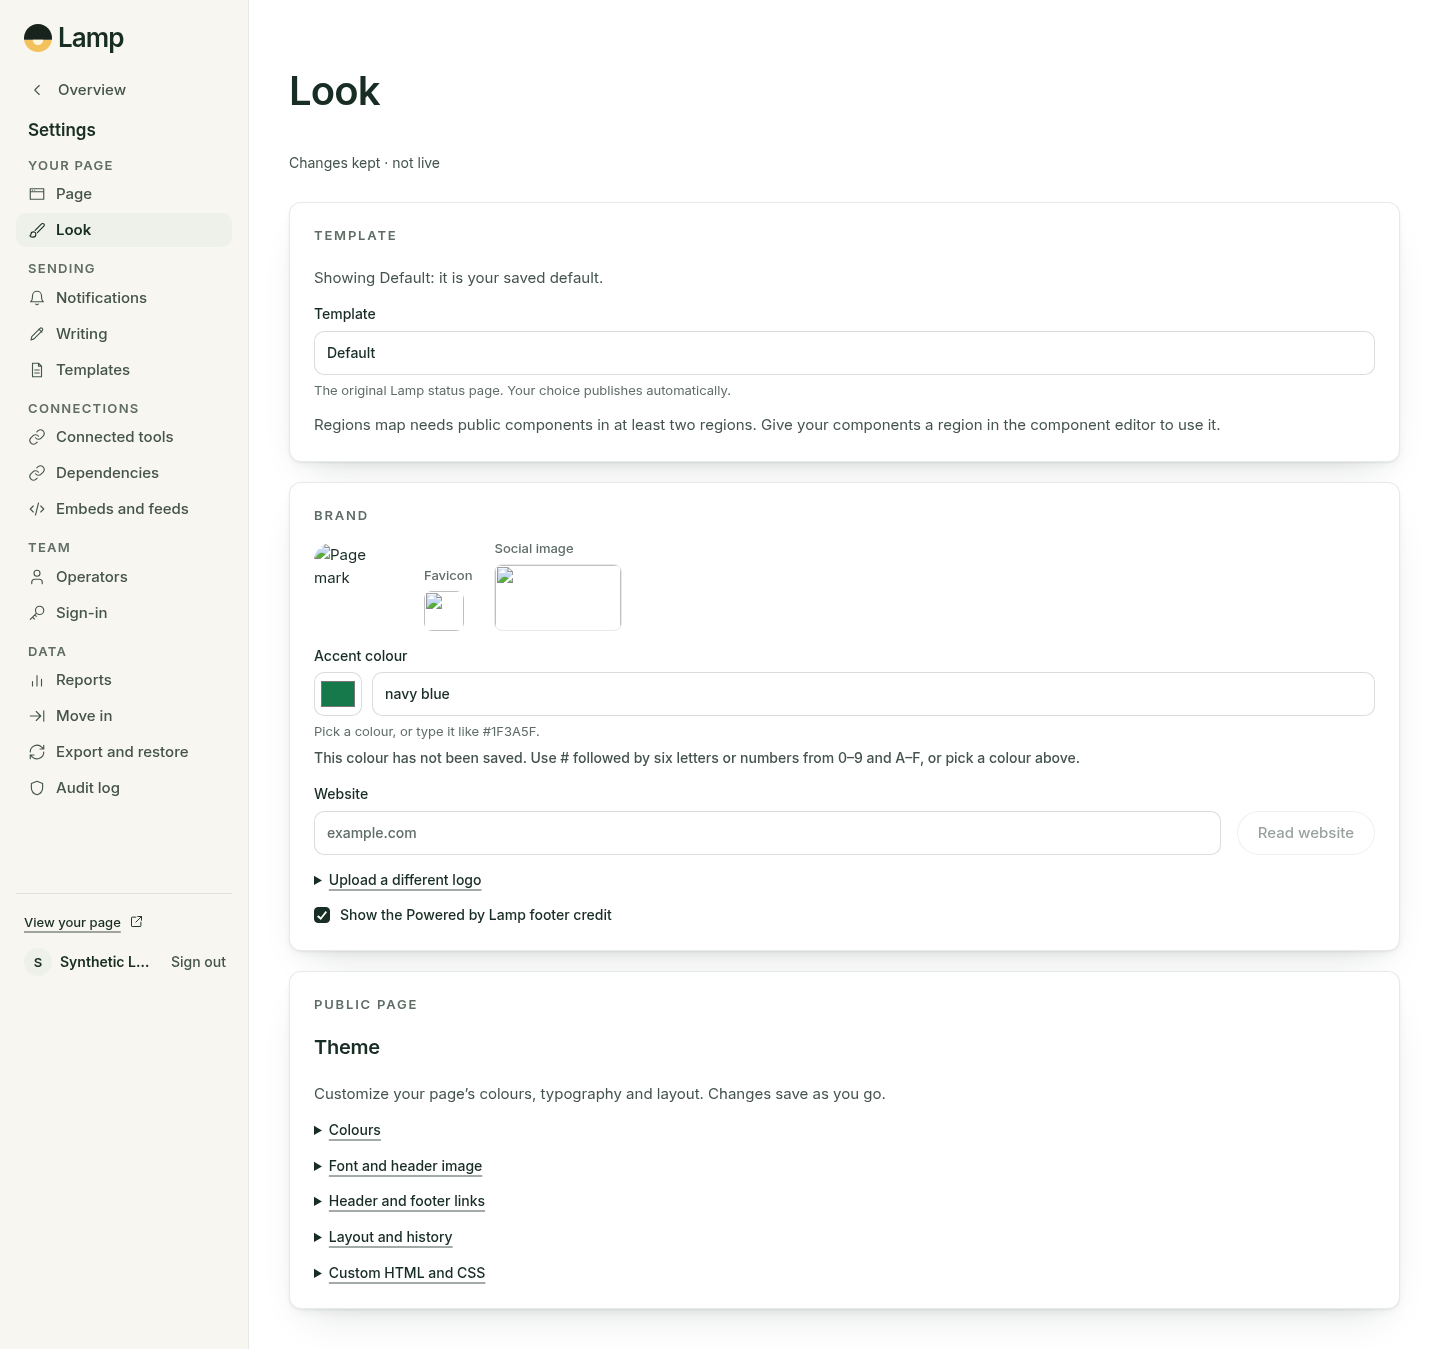 Lamp
Overview
Settings
YOUR PAGE
Page
Look
SENDING
Notifications
Writing
Templates
CONNECTIONS
Connected tools
Dependencies
Embeds and feeds
TEAM
Operators
Sign-in
DATA
Reports
Move in
Export and restore
Audit log
View your page
S
Synthetic L...
Sign out
Look
Changes kept · not live
TEMPLATE
Showing Default: it is your saved default.
Template
Default
The original Lamp status page. Your choice publishes automatically.
Regions map needs public components in at least two regions. Give your components a region in the component editor to use it.
BRAND
Page
mark
Favicon
Social image
Accent colour
navy blue
Pick a colour, or type it like #1F3A5F.
This colour has not been saved. Use # followed by six letters or numbers from 0–9 and A–F, or pick a colour above.
Website
example.com
Read website
Upload a different logo
Show the Powered by Lamp footer credit
PUBLIC PAGE
Theme
Customize your page’s colours, typography and layout. Changes save as you go.
Colours
Font and header image
Header and footer links
Layout and history
Custom HTML and CSS